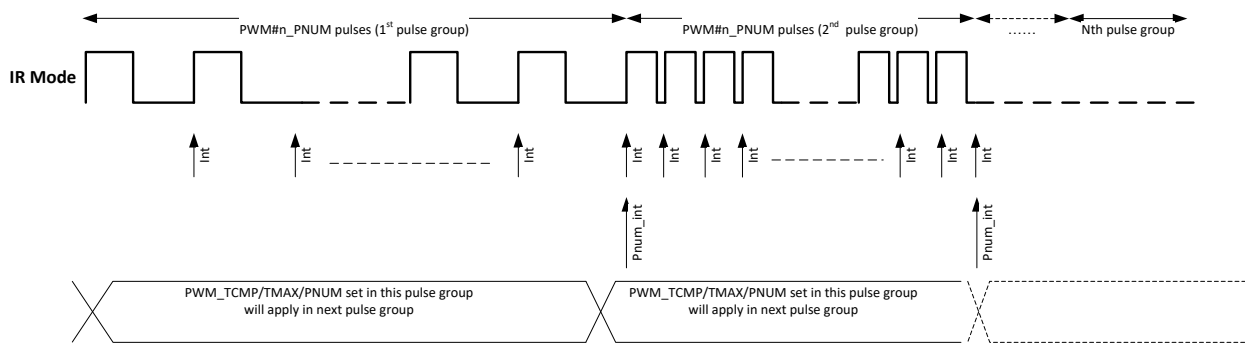 PWM#n_PNUM pulses (1st pulse group)
PWM#n_PNUM pulses (2nd pulse group)
......
Nth pulse group
IR Mode
Int
Int
Int
Int
Int
Int
Int
Int
Int
Int
Pnum_int
Pnum_int
PWM_TCMP/TMAX/PNUM set in this pulse group
will apply in next pulse group
PWM_TCMP/TMAX/PNUM set in this pulse group
will apply in next pulse group